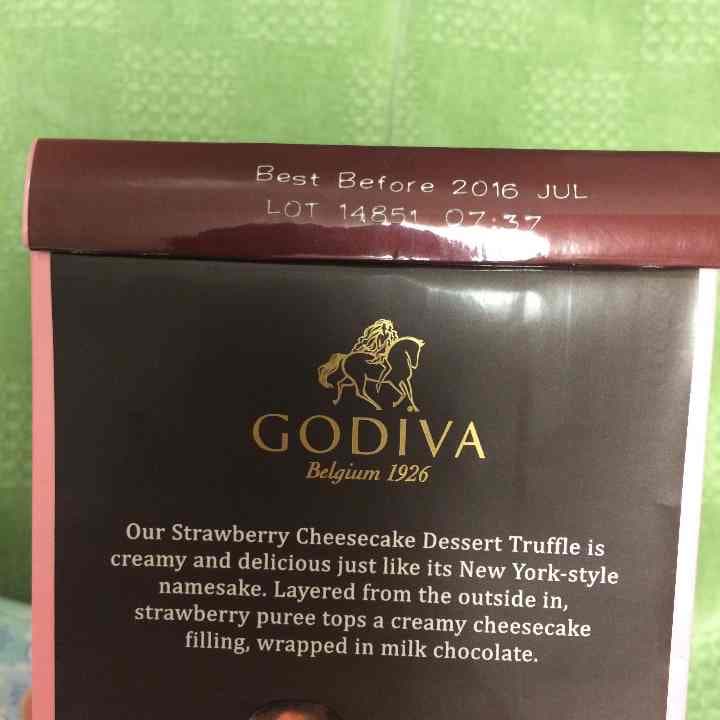 Best Before 2016 JUL
LOT 14851 07:37
GODIVA
Belgium 1926
Our Strawberry Cheesecake Dessert Truffle is
creamy and delicious just like its New York-style
namesake. Layered from the outside in,
strawberry puree tops a creamy cheesecake
filling, wrapped in milk chocolate.